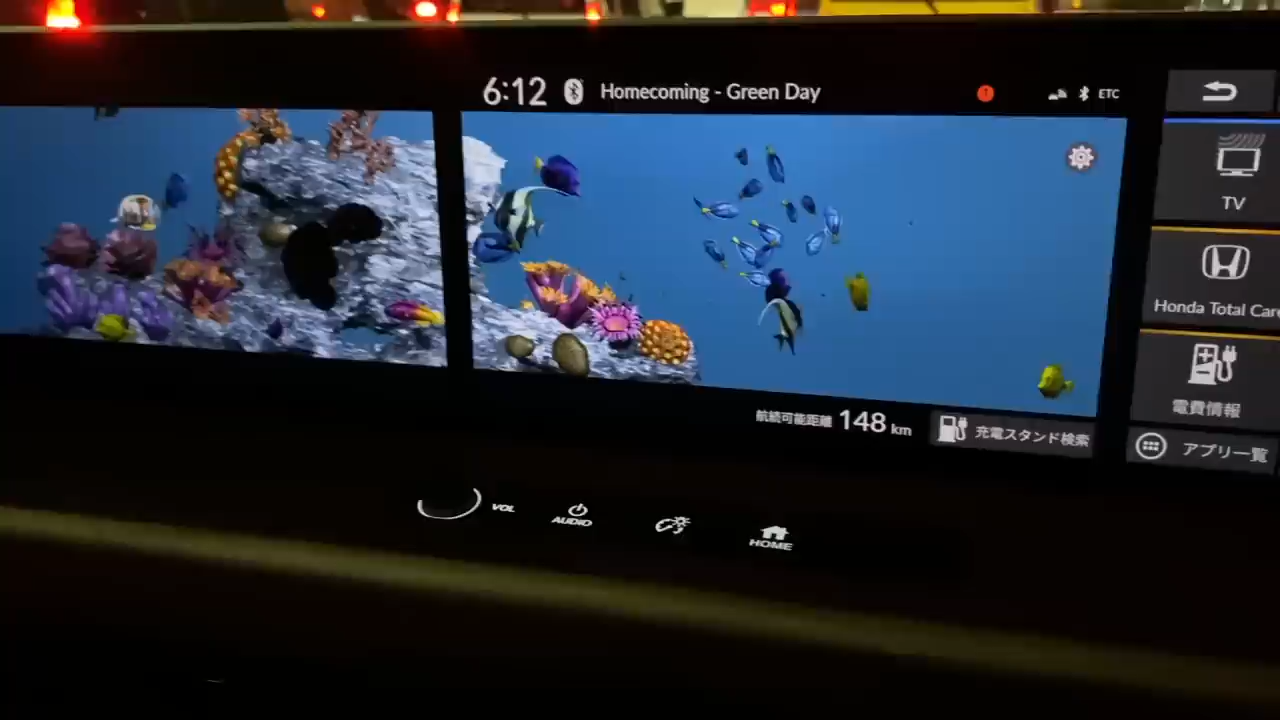 6:12 Homecoming - Green Day
ETC
TV
Honda Total Car
電費情報
航続可能距離 148 km
充電スタンド検索
アプリ一覧
VOL
AUDIO
HOME